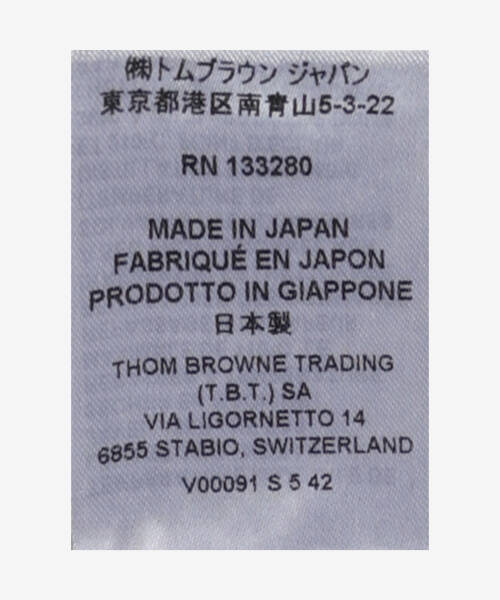 ㈱トムブラウン ジャパン
東京都港区南青山5-3-22
RN 133280
MADE IN JAPAN
FABRIQUÉ EN JAPON
PRODOTTO IN GIAPPONE
日本製
THOM BROWNE TRADING
(T.B.T.) SA
VIA LIGORNETTO 14
6855 STABIO, SWITZERLAND
V00091 S 5 42